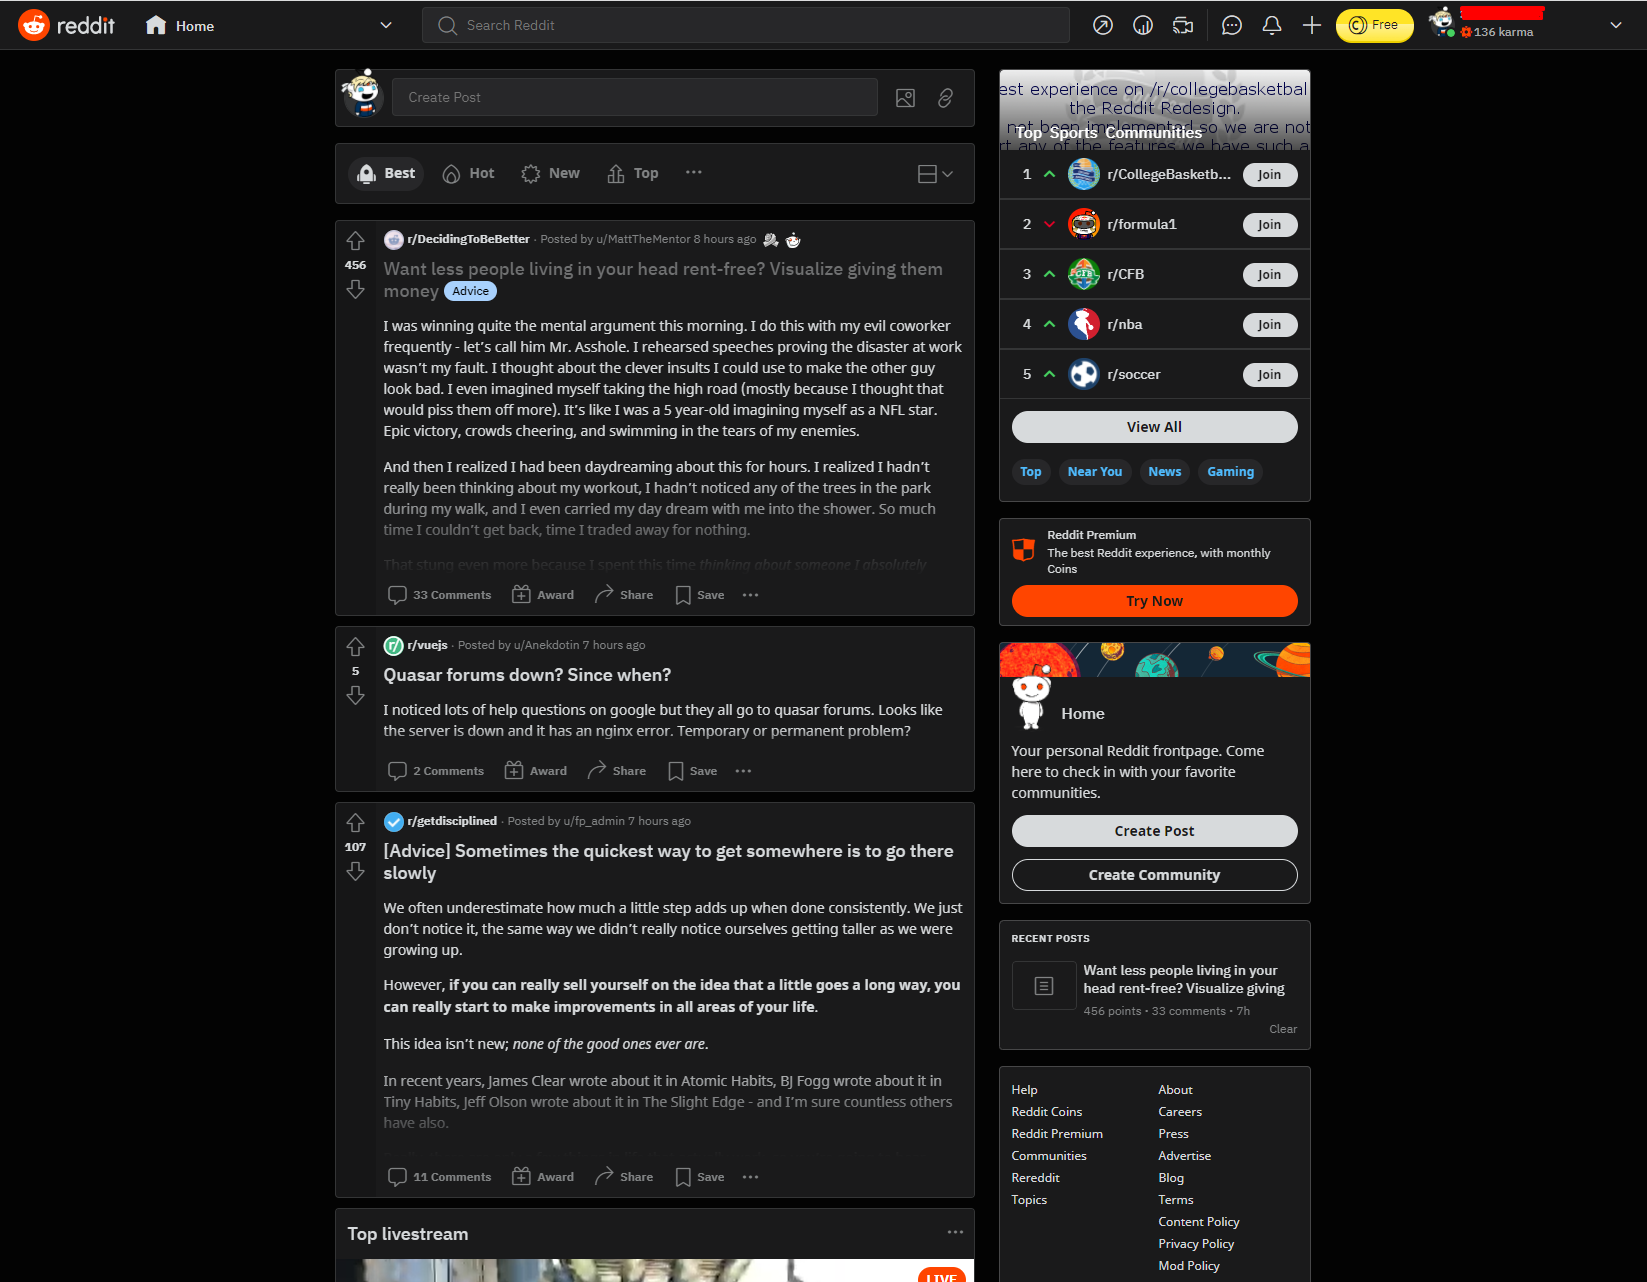 reddit
Home
Search Reddit
Free
136 karma
Create Post
Best
Hot
New
Top
r/DecidingToBeBetter · Posted by u/MattTheMentor 8 hours ago
456
Want less people living in your head rent-free? Visualize giving them
money Advice
I was winning quite the mental argument this morning. I do this with my evil coworker
frequently - let’s call him Mr. Asshole. I rehearsed speeches proving the disaster at work
wasn’t my fault. I thought about the clever insults I could use to make the other guy
look bad. I even imagined myself taking the high road (mostly because I thought that
would piss them off more). It’s like I was a 5 year-old imagining myself as a NFL star.
Epic victory, crowds cheering, and swimming in the tears of my enemies.
And then I realized I had been daydreaming about this for hours. I realized I hadn’t
really been thinking about my workout, I hadn’t noticed any of the trees in the park
during my walk, and I even carried my day dream with me into the shower. So much
time I couldn’t get back, time I traded away for nothing.
That stung even more because I spent this time thinking about someone I absolutely
33 Comments
Award
Share
Save
r/vuejs · Posted by u/Anekdotin 7 hours ago
5
Quasar forums down? Since when?
I noticed lots of help questions on google but they all go to quasar forums. Looks like
the server is down and it has an nginx error. Temporary or permanent problem?
2 Comments
Award
Share
Save
r/getdisciplined · Posted by u/fp_admin 7 hours ago
107
[Advice] Sometimes the quickest way to get somewhere is to go there
slowly
We often underestimate how much a little step adds up when done consistently. We just
don’t notice it, the same way we didn’t really notice ourselves getting taller as we were
growing up.
However, if you can really sell yourself on the idea that a little goes a long way, you
can really start to make improvements in all areas of your life.
This idea isn’t new; none of the good ones ever are.
In recent years, James Clear wrote about it in Atomic Habits, BJ Fogg wrote about it in
Tiny Habits, Jeff Olson wrote about it in The Slight Edge - and I’m sure countless others
have also.
11 Comments
Award
Share
Save
Top livestream
LIVE
est experience on /r/collegebasketbal
the Reddit Redesign.
not been implemented so we are not
rt any of the features we have such a
Top Sports Communities
1 r/CollegeBasketb... Join
2 r/formula1 Join
3 r/CFB Join
4 r/nba Join
5 r/soccer Join
View All
Top
Near You
News
Gaming
Reddit Premium
The best Reddit experience, with monthly
Coins
Try Now
Home
Your personal Reddit frontpage. Come
here to check in with your favorite
communities.
Create Post
Create Community
RECENT POSTS
Want less people living in your
head rent-free? Visualize giving
456 points · 33 comments · 7h
Clear
Help
Reddit Coins
Reddit Premium
Communities
Rereddit
Topics
About
Careers
Press
Advertise
Blog
Terms
Content Policy
Privacy Policy
Mod Policy